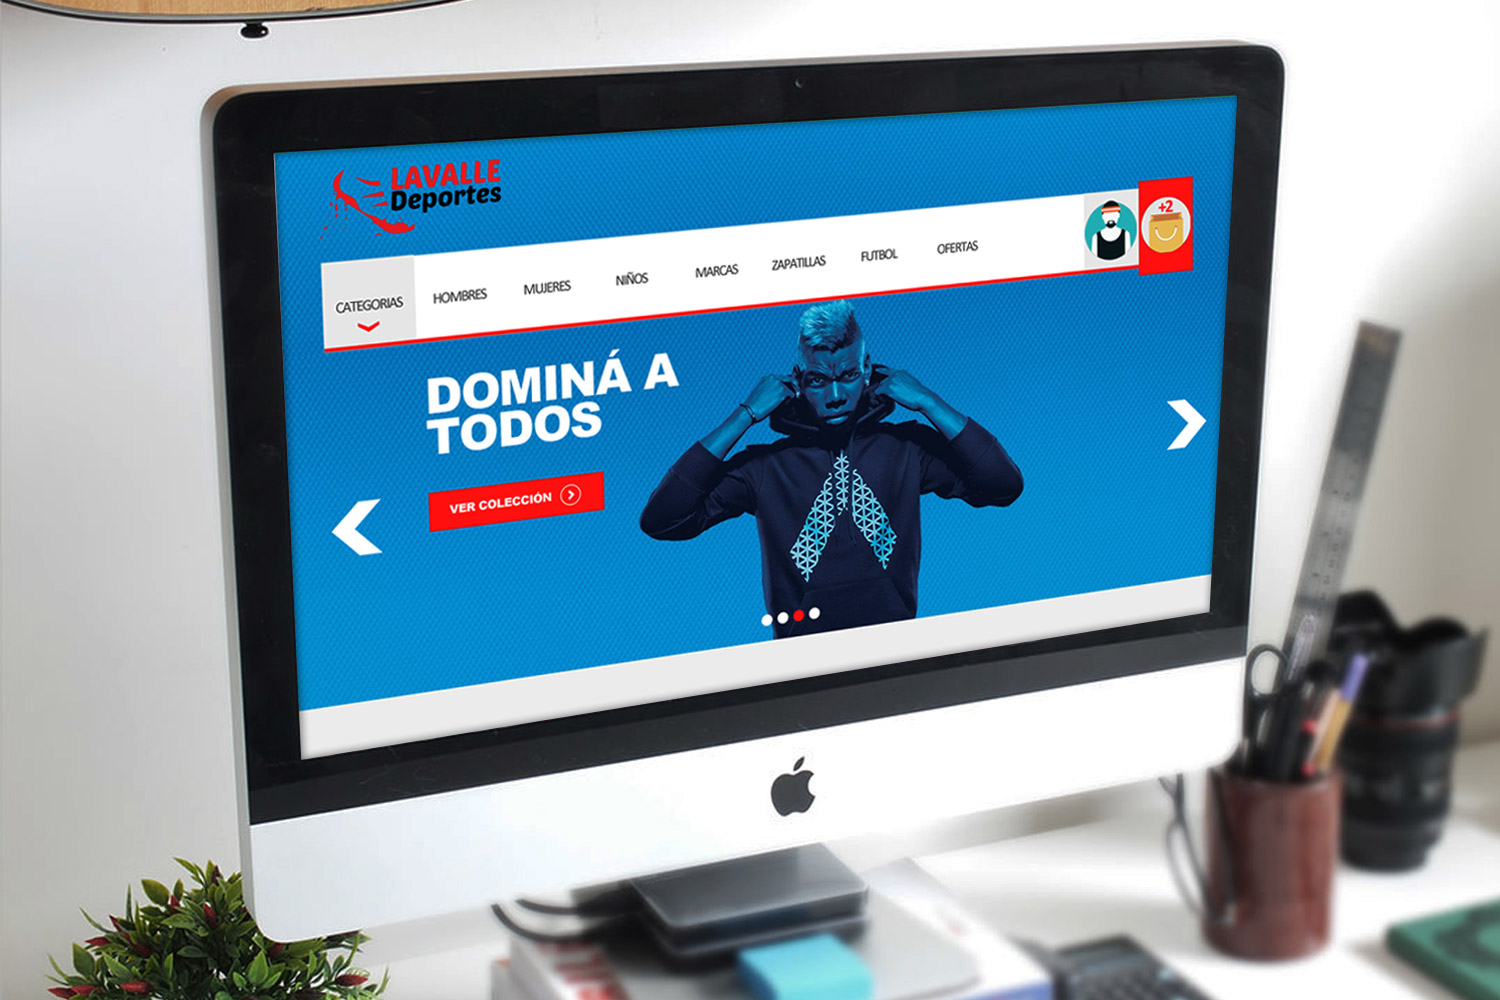 LAVALLE
Deportes
+2
CATEGORIAS
HOMBRES
MUJERES
NIÑOS
MARCAS
ZAPATILLAS
FUTBOL
OFERTAS
DOMINÁ A
TODOS
VER COLECCIÓN